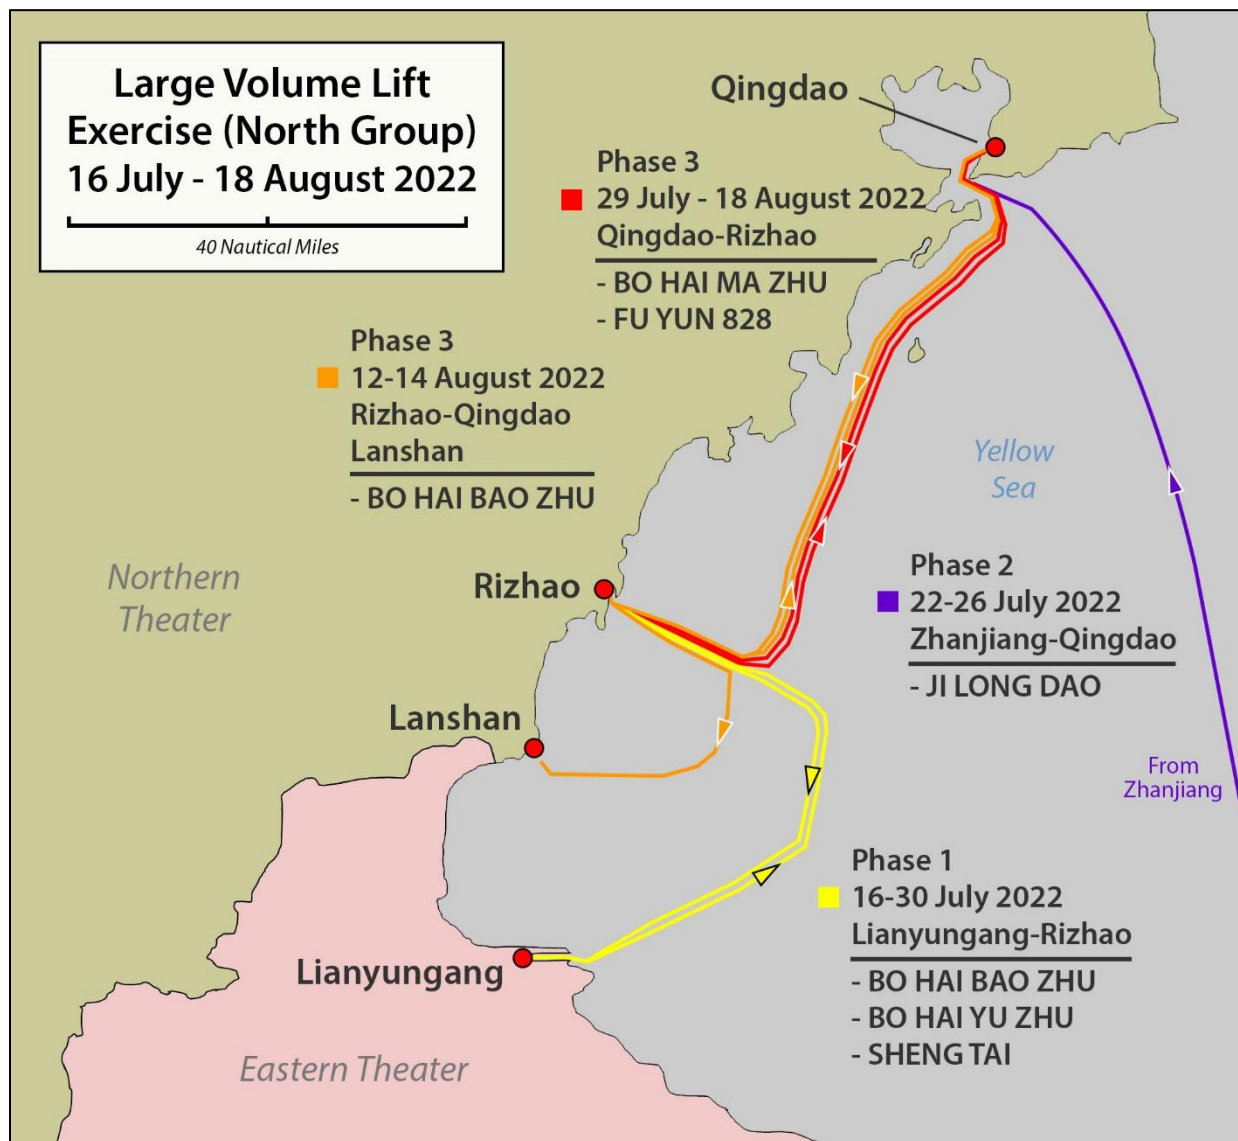 Large Volume Lift
Exercise (North Group)
16 July - 18 August 2022
40 Nautical Miles
Qingdao
Phase 3
29 July - 18 August 2022
Qingdao-Rizhao
- BO HAI MA ZHU
- FU YUN 828
Phase 3
12-14 August 2022
Rizhao-Qingdao
Lanshan
- BO HAI BAO ZHU
Yellow
Sea
Northern
Theater
Rizhao
Phase 2
22-26 July 2022
Zhanjiang-Qingdao
- JI LONG DAO
Lanshan
From
Zhanjiang
Phase 1
16-30 July 2022
Lianyungang-Rizhao
- BO HAI BAO ZHU
- BO HAI YU ZHU
- SHENG TAI
Lianyungang
Eastern Theater